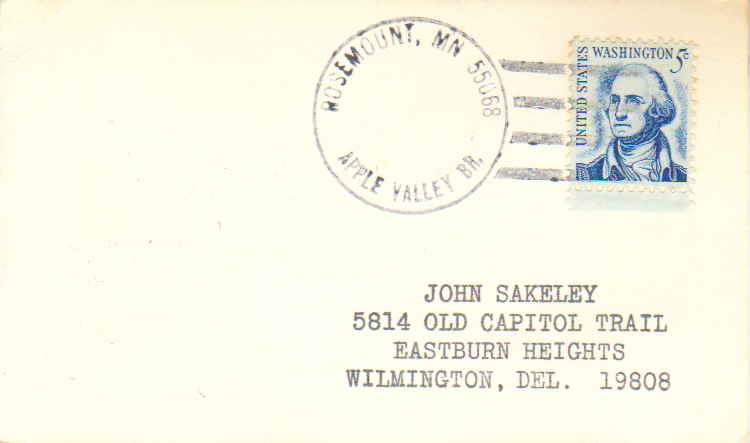 ROSEMOUNT, MN 55068
APPLE VALLEY BR.
UNITED STATES
WASHINGTON 5c
JOHN SAKELEY
5814 OLD CAPITOL TRAIL
EASTBURN HEIGHTS
WILMINGTON, DEL. 19808